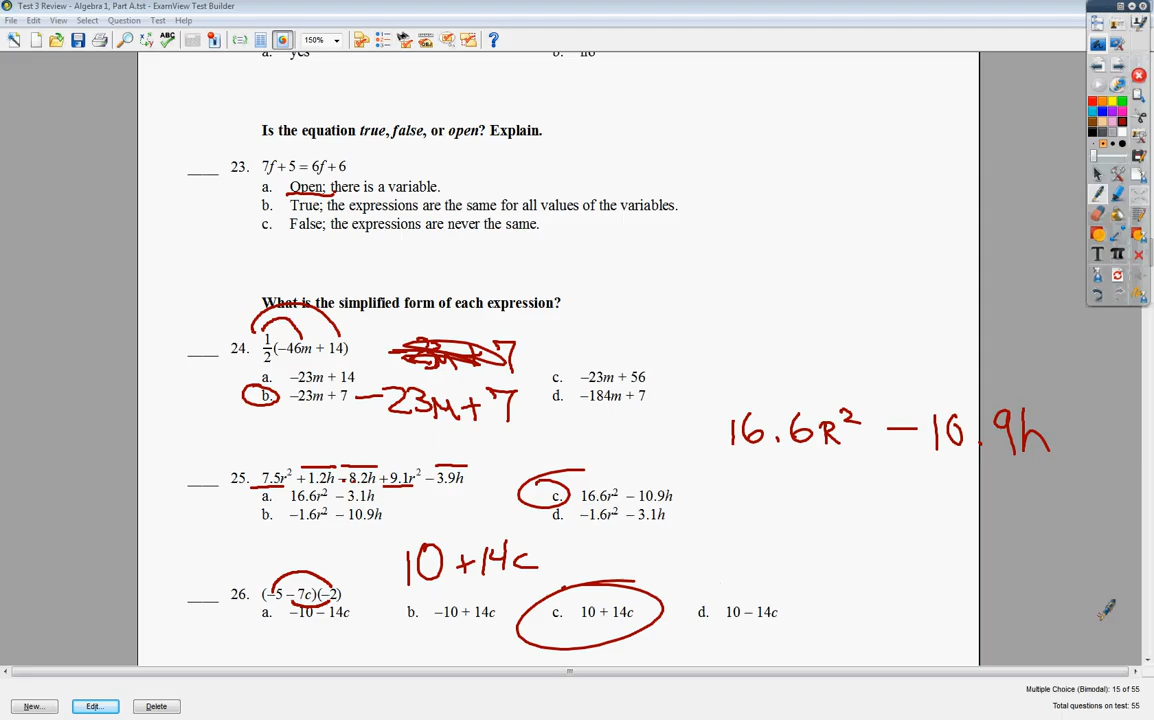 Test 3 Review - Algebra 1, Part A.tst - ExamView Test Builder
File Edit View Select Question Test Help
150%
a. yes b. no
Is the equation true, false, or open? Explain.
23. 7f + 5 = 6f + 6
a. Open; there is a variable.
b. True; the expressions are the same for all values of the variables.
c. False; the expressions are never the same.
What is the simplified form of each expression?
24. 1/2(−46m + 14)
7
a. −23m + 14 c. −23m + 56
b. −23m + 7 d. −184m + 7
−23m + 7
16.6R² − 10.9h
25. 7.5r² + 1.2h − 8.2h + 9.1r² − 3.9h
a. 16.6r² − 3.1h c. 16.6r² − 10.9h
b. −1.6r² − 10.9h d. −1.6r² − 3.1h
10 + 14c
26. (−5 − 7c)(−2)
a. −10 − 14c b. −10 + 14c c. 10 + 14c d. 10 − 14c
Multiple Choice (Bimodal): 15 of 55
New... Edit... Delete
Total questions on test: 55